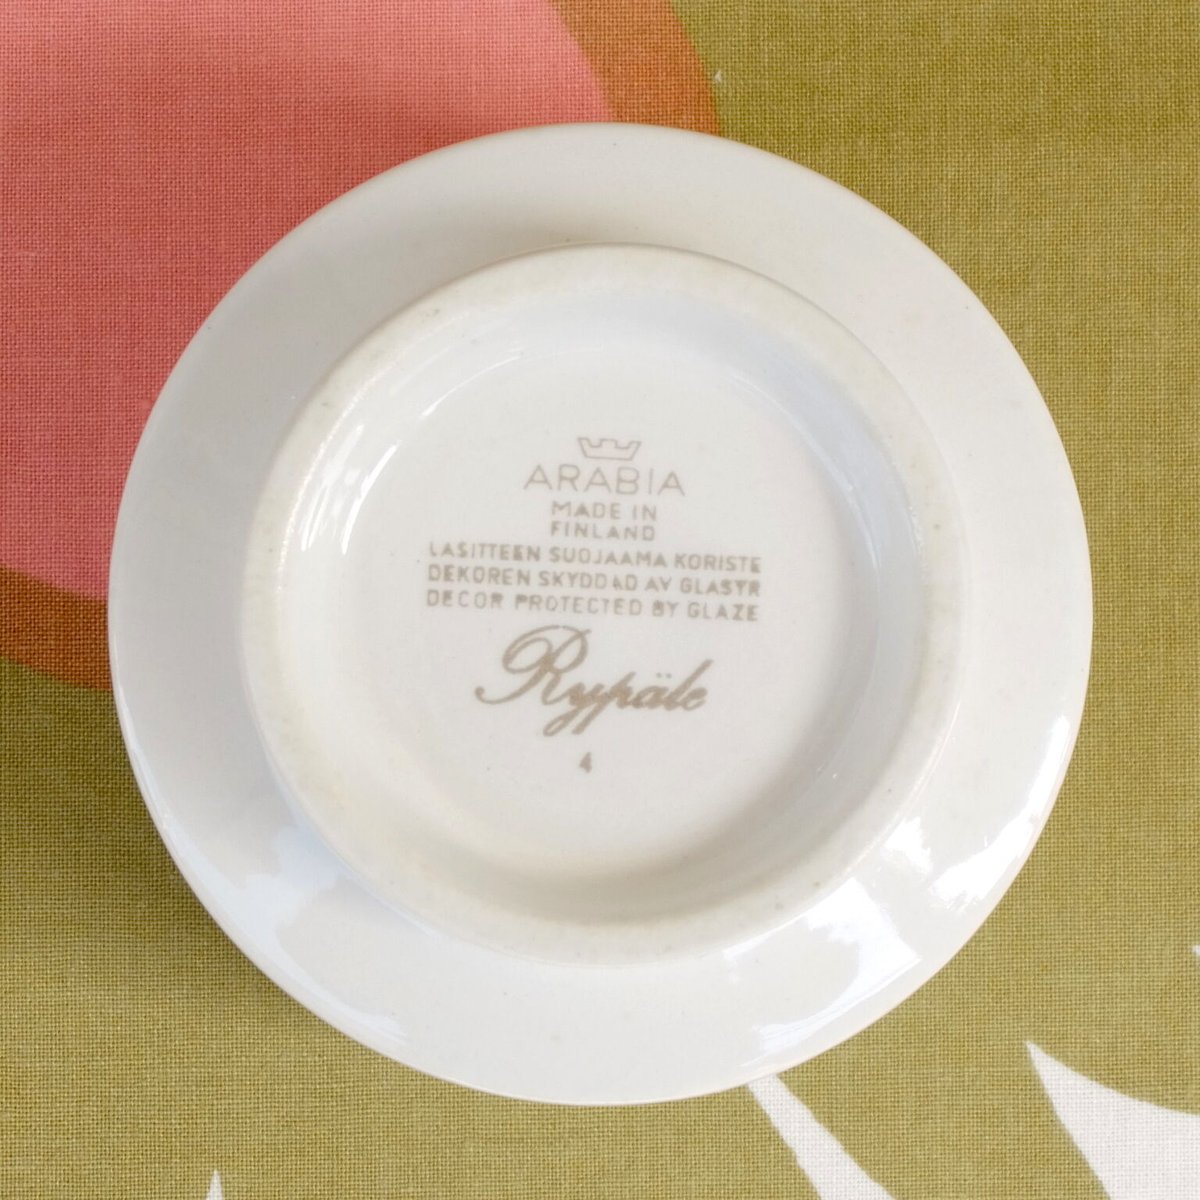 ARABIA
MADE IN
FINLAND
LASITTEEN SUOJAAMA KORISTE
DEKOREN SKYDDAD AV GLASYR
DECOR PROTECTED BY GLAZE
Rypäle
4